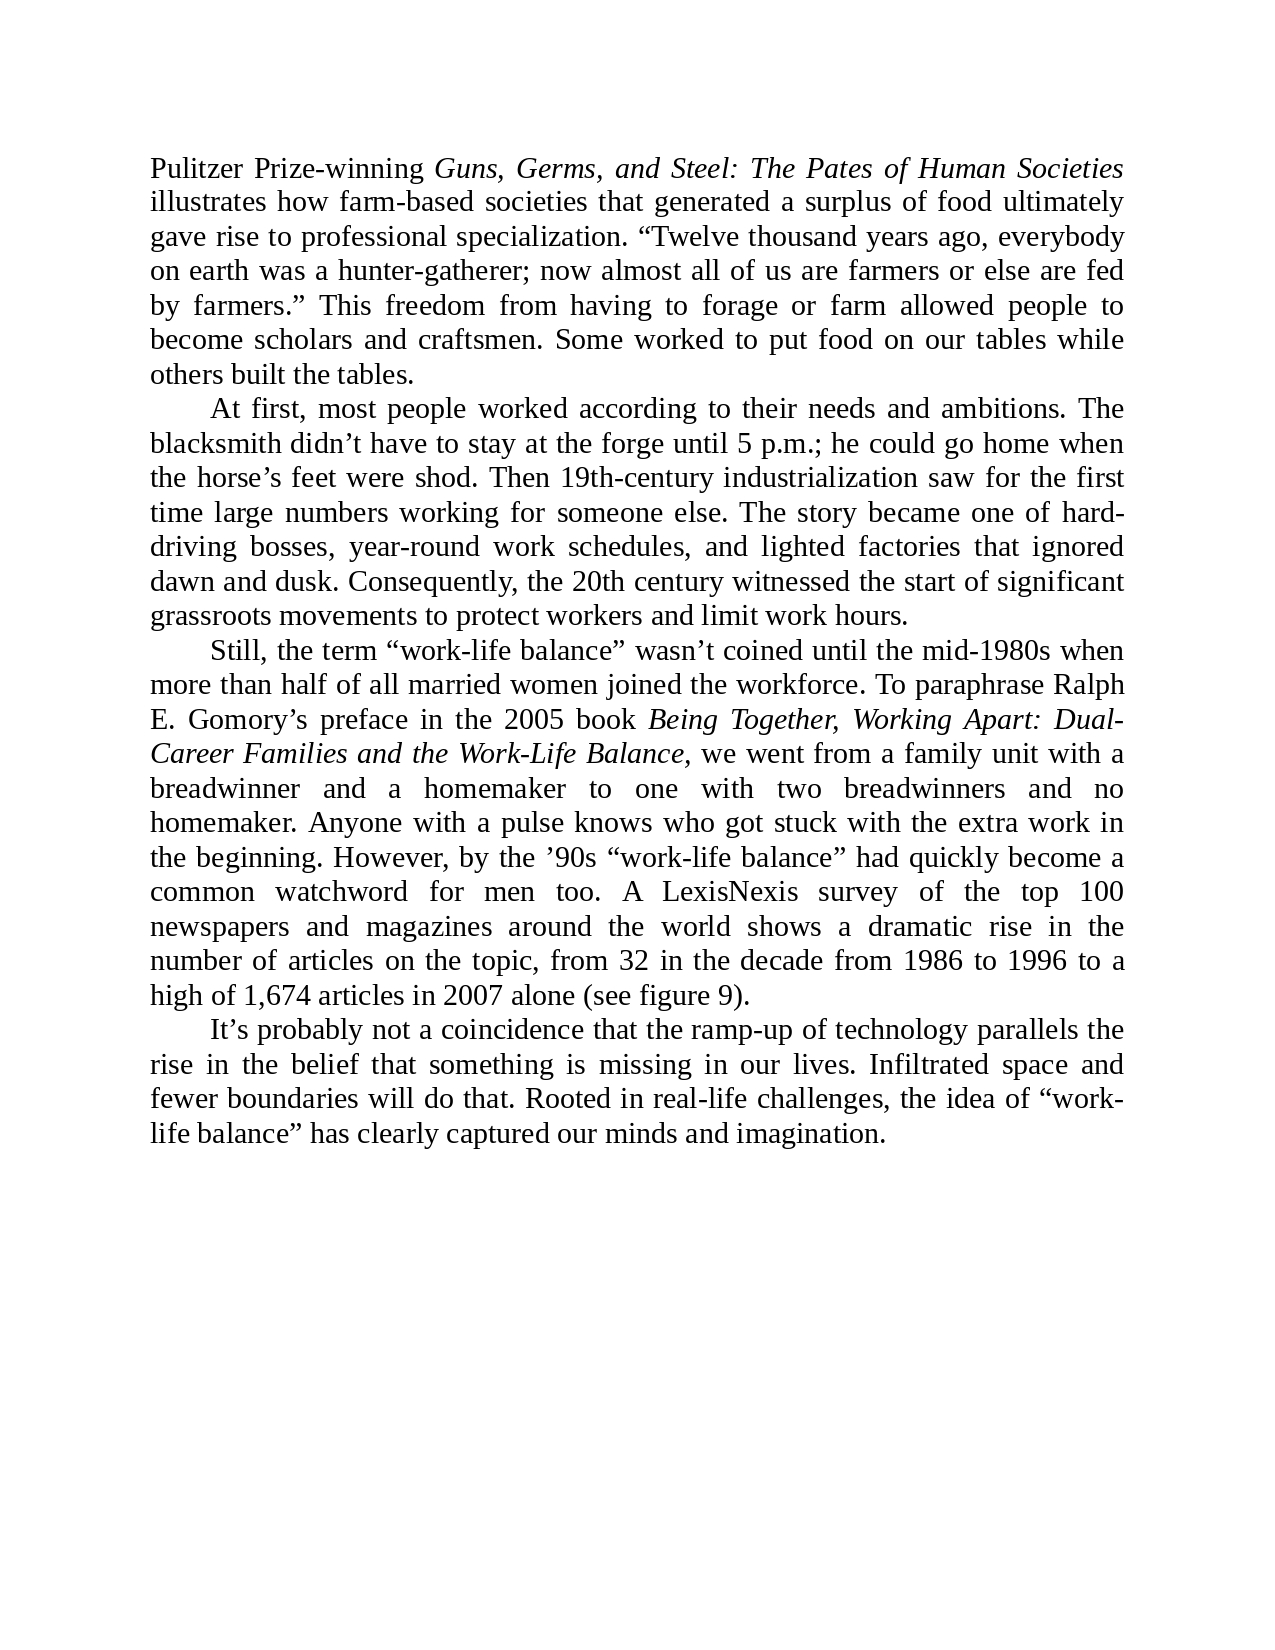 Pulitzer Prize-winning Guns, Germs, and Steel: The Pates of Human Societies
illustrates how farm-based societies that generated a surplus of food ultimately
gave rise to professional specialization. “Twelve thousand years ago, everybody
on earth was a hunter-gatherer; now almost all of us are farmers or else are fed
by farmers.” This freedom from having to forage or farm allowed people to
become scholars and craftsmen. Some worked to put food on our tables while
others built the tables.
At first, most people worked according to their needs and ambitions. The
blacksmith didn’t have to stay at the forge until 5 p.m.; he could go home when
the horse’s feet were shod. Then 19th-century industrialization saw for the first
time large numbers working for someone else. The story became one of hard-
driving bosses, year-round work schedules, and lighted factories that ignored
dawn and dusk. Consequently, the 20th century witnessed the start of significant
grassroots movements to protect workers and limit work hours.
Still, the term “work-life balance” wasn’t coined until the mid-1980s when
more than half of all married women joined the workforce. To paraphrase Ralph
E. Gomory’s preface in the 2005 book Being Together, Working Apart: Dual-
Career Families and the Work-Life Balance, we went from a family unit with a
breadwinner and a homemaker to one with two breadwinners and no
homemaker. Anyone with a pulse knows who got stuck with the extra work in
the beginning. However, by the ’90s “work-life balance” had quickly become a
common watchword for men too. A LexisNexis survey of the top 100
newspapers and magazines around the world shows a dramatic rise in the
number of articles on the topic, from 32 in the decade from 1986 to 1996 to a
high of 1,674 articles in 2007 alone (see figure 9).
It’s probably not a coincidence that the ramp-up of technology parallels the
rise in the belief that something is missing in our lives. Infiltrated space and
fewer boundaries will do that. Rooted in real-life challenges, the idea of “work-
life balance” has clearly captured our minds and imagination.